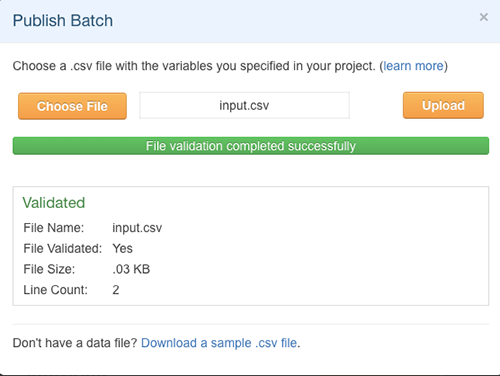 Publish Batch ×
Choose a .csv file with the variables you specified in your project. (learn more)
Choose File input.csv Upload
File validation completed successfully
Validated
File Name: input.csv
File Validated: Yes
File Size: .03 KB
Line Count: 2
Don't have a data file? Download a sample .csv file.